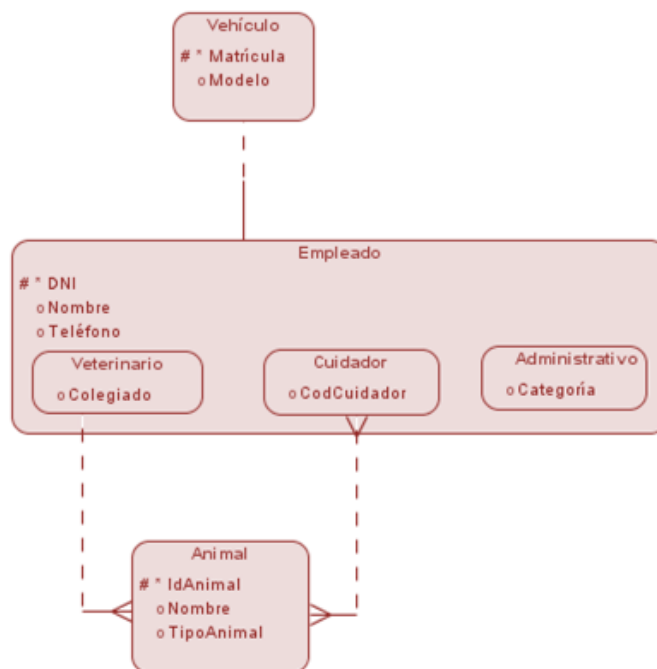 Vehículo
# * Matrícula
o Modelo
Empleado
# * DNI
o Nombre
o Teléfono
Veterinario
o Colegiado
Cuidador
o CodCuidador
Administrativo
o Categoría
Animal
# * IdAnimal
o Nombre
o TipoAnimal